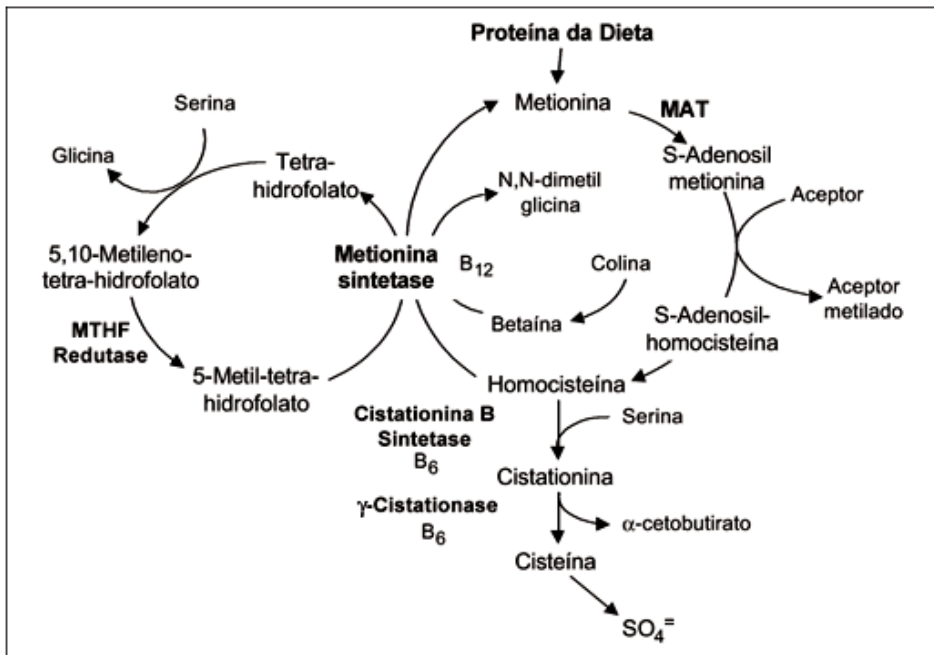 Proteína da Dieta
Metionina
MAT
S-Adenosil
metionina
Aceptor
Aceptor
metilado
S-Adenosil-
homocisteína
Homocisteína
Serina
Glicina
Tetra-
hidrofolato
5,10-Metileno-
tetra-hidrofolato
MTHF
Redutase
5-Metil-tetra-
hidrofolato
Metionina
sintetase
N,N-dimetil
glicina
B12
Colina
Betaína
Cistationina B
Sintetase
B6
Serina
Cistationina
γ-Cistationase
B6
α-cetobutirato
Cisteína
SO4=